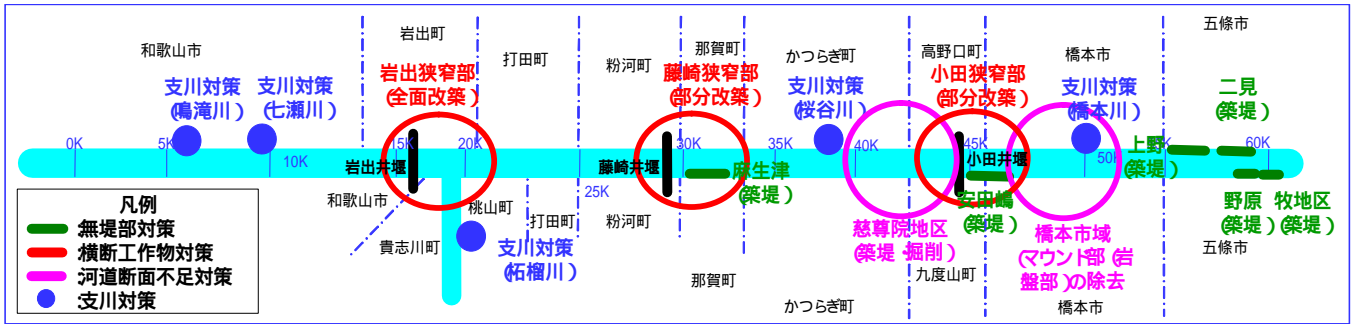 和歌山市
岩出町
打田町
粉河町
那賀町
かつらぎ町
高野口町
橋本市
五條市
支川対策
(鳴滝川)
支川対策
(七瀬川)
岩出狭窄部
(全面改築)
藤崎狭窄部
(部分改築)
支川対策
(桜谷川)
小田狭窄部
(部分改築)
支川対策
(橋本川)
二見
(築堤)
0K
5K
10K
15K
20K
25K
30K
35K
40K
45K
50K
60K
岩出井堰
藤崎井堰
小田井堰
麻生津
(築堤)
上野
(築堤)
安田嶋
(築堤)
野原
(築堤)
牧地区
(築堤)
和歌山市
桃山町
貴志川町
打田町
粉河町
那賀町
かつらぎ町
九度山町
橋本市
五條市
支川対策
(柘榴川)
慈尊院地区
(築堤・掘削)
橋本市域
(マウント部(岩
盤部)の除去
凡例
:無堤部対策
:横断工作物対策
:河道断面不足対策
:支川対策